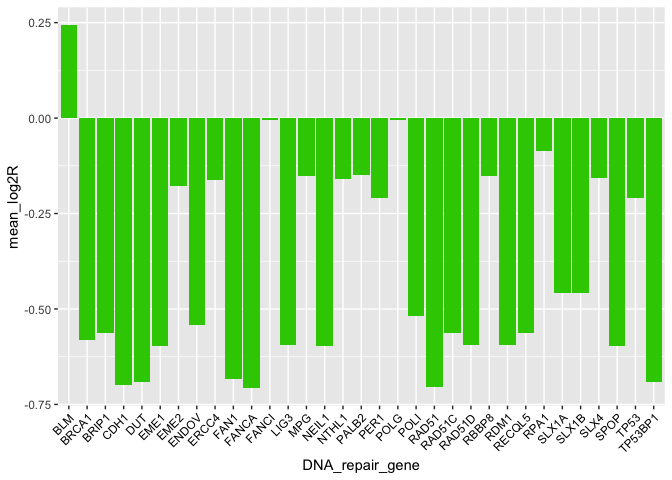 mean_log2R
0.25
0.00
-0.25
-0.50
-0.75
BLM
BRCA1
BRIP1
CDH1
DUT
EME1
EME2
ENDOV
ERCC4
FAN1
FANCA
FANCI
LIG3
MPG
NEIL1
NTHL1
PALB2
PER1
POLG
POLI
RAD51
RAD51C
RAD51D
RBBP8
RDM1
RECQL5
RPA1
SLX1A
SLX1B
SLX4
SPOP
TP53
TP53BP1
DNA_repair_gene